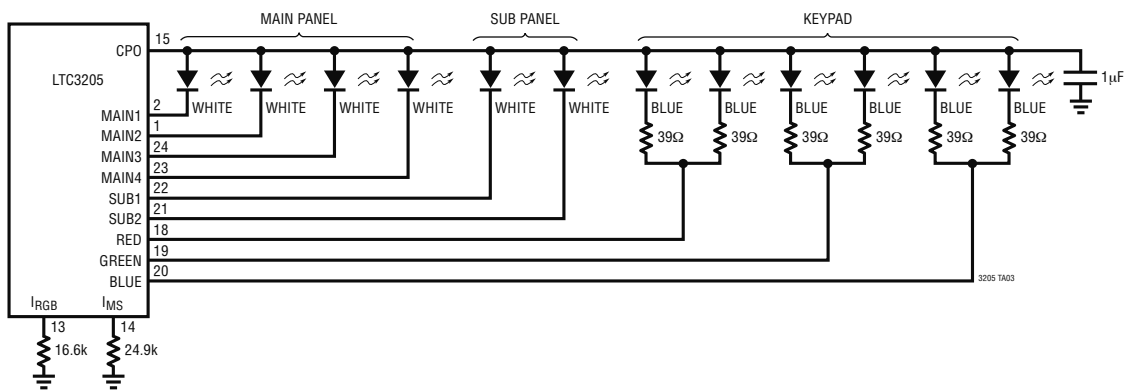 MAIN PANEL SUB PANEL KEYPAD
15
CPO
LTC3205
1µF
WHITE WHITE WHITE WHITE WHITE WHITE BLUE BLUE BLUE BLUE BLUE BLUE
2
MAIN1
39Ω 39Ω 39Ω 39Ω 39Ω 39Ω
1
MAIN2
24
MAIN3
23
MAIN4
22
SUB1
21
SUB2
18
RED
19
GREEN
20
BLUE
3205 TA03
IRGB IMS
13 14
16.6k 24.9k